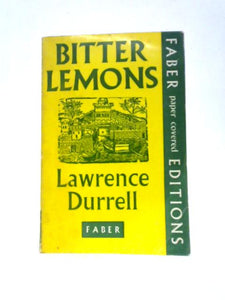 BITTER
LEMONS
Lawrence
Durrell
FABER
FABER paper covered EDITIONS